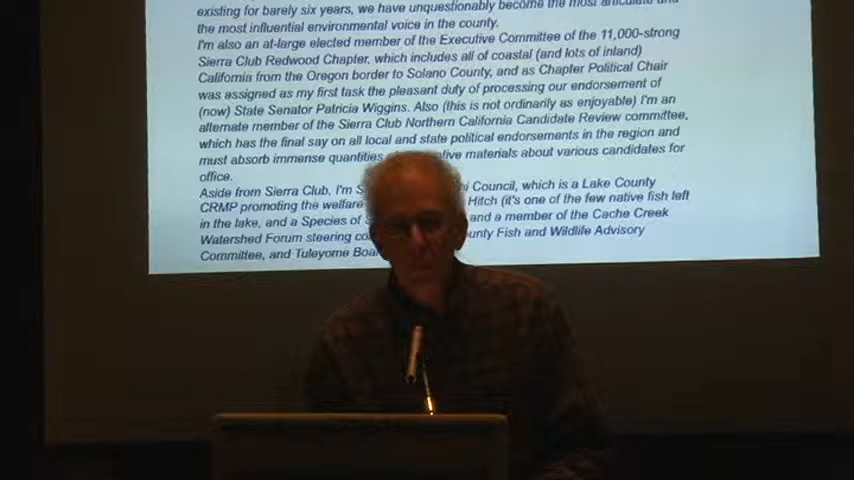 existing for barely six years, we have unquestionably become the most articulate and
the most influential environmental voice in the county.
I'm also an at-large elected member of the Executive Committee of the 11,000-strong
Sierra Club Redwood Chapter, which includes all of coastal (and lots of inland)
California from the Oregon border to Solano County, and as Chapter Political Chair
was assigned as my first task the pleasant duty of processing our endorsement of
(now) State Senator Patricia Wiggins. Also (this is not ordinarily as enjoyable) I'm an
alternate member of the Sierra Club Northern California Candidate Review committee,
which has the final say on all local and state political endorsements in the region and
must absorb immense quantities tive materials about various candidates for
office.
Aside from Sierra Club, I'm S i Council, which is a Lake County
CRMP promoting the welfare Hitch (it's one of the few native fish left
in the lake, and a Species of and a member of the Cache Creek
Watershed Forum steering co unty Fish and Wildlife Advisory
Committee, and Tuleyome Boa